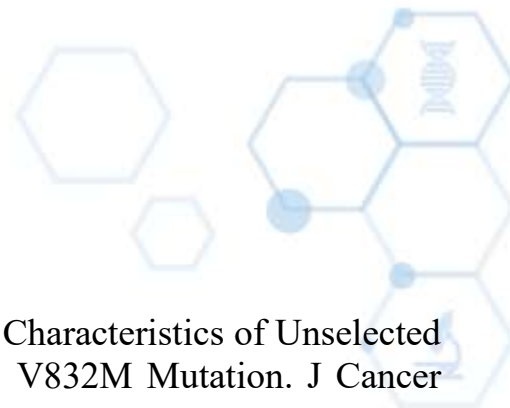 Characteristics of Unselected
V832M Mutation. J Cancer